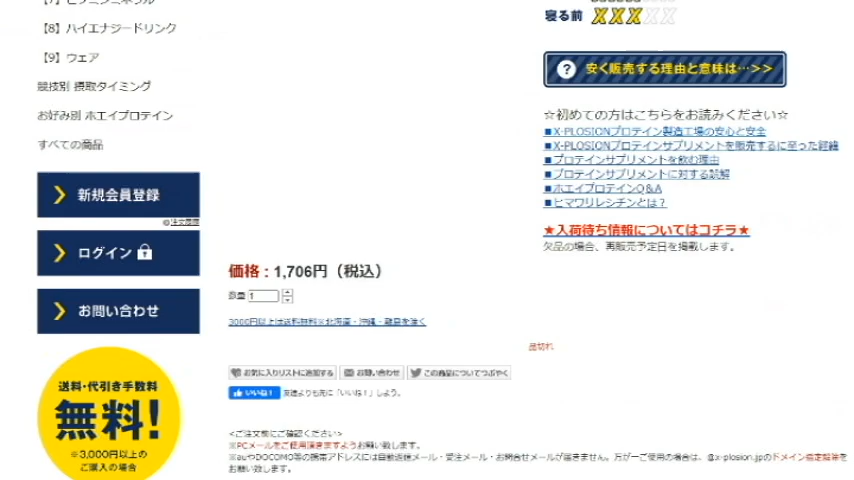 【7】ビタミンミネラル
【8】ハイエナジードリンク
【9】ウェア
競技別 摂取タイミング
お好み別 ホエイプロテイン
すべての商品
新規会員登録
注文履歴
ログイン
お問い合わせ
送料・代引き手数料
無料!
※3,000円以上の
ご購入の場合
価格:1,706円（税込）
数量 1
3000円以上は送料無料※北海道・沖縄・離島を除く
品切れ
お気に入りリストに追加する
お問い合わせ
この商品についてつぶやく
いいね！ 友達よりも先に「いいね！」しよう。
<ご注文前にご確認ください>
※PCメールをご使用頂きますようお願い致します。
※auやDOCOMO等の携帯アドレスには自動返信メール・受注メール・お問合せメールが届きません。万が一ご使用の場合は、@x-plosion.jpのドメイン指定解除を
お願い致します。
寝る前 XXXXX
? 安く販売する理由と意味は…>>
☆初めての方はこちらをお読みください☆
■X-PLOSIONプロテイン製造工場の安心と安全
■X-PLOSIONプロテインサプリメントを販売するに至った経緯
■プロテインサプリメントを飲む理由
■プロテインサプリメントに対する誤解
■ホエイプロテインQ&A
■ヒマワリレシチンとは？
★入荷待ち情報についてはコチラ★
欠品の場合、再販売予定日を掲載します。